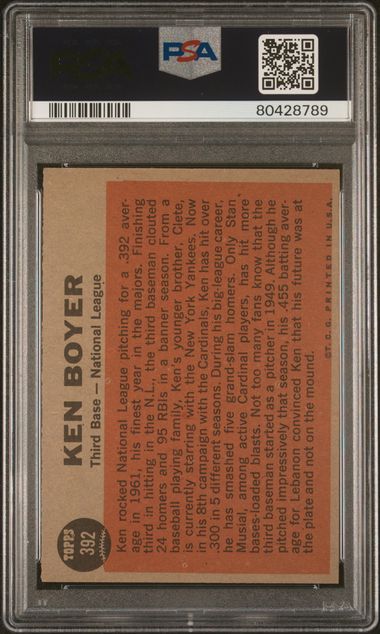 PSA
80428789
TOPPS
392
KEN BOYER
Third Base — National League
Ken rocked National League pitching for a .392 aver-
age in 1961, his finest year in the majors. Finishing
third in hitting in the N.L., the third baseman clouted
24 homers and 95 RBIs in a banner season. From a
baseball playing family, Ken's younger brother, Clete,
is currently starring with the New York Yankees. Now
in his 8th campaign with the Cardinals, Ken has hit over
.300 in 5 different seasons. During his big-league career,
he has smashed five grand-slam homers. Only Stan
Musial, among active Cardinal players, has hit more
bases-loaded blasts. Not too many fans know that the
third baseman started as a pitcher in 1949. Although he
pitched impressively that season, his .455 batting aver-
age for Lebanon convinced Ken that his future was at
the plate and not on the mound.
©T.C.G. PRINTED IN U.S.A.